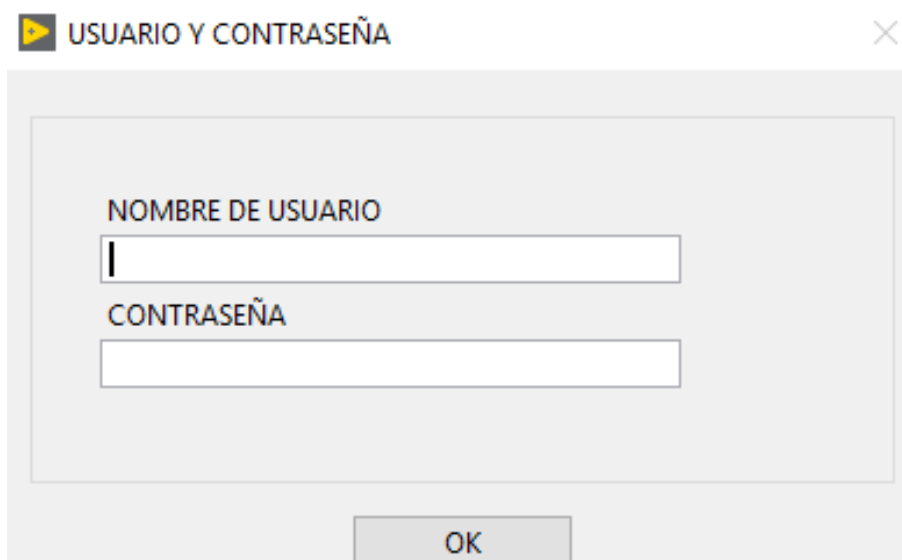 USUARIO Y CONTRASEÑA
NOMBRE DE USUARIO
CONTRASEÑA
OK